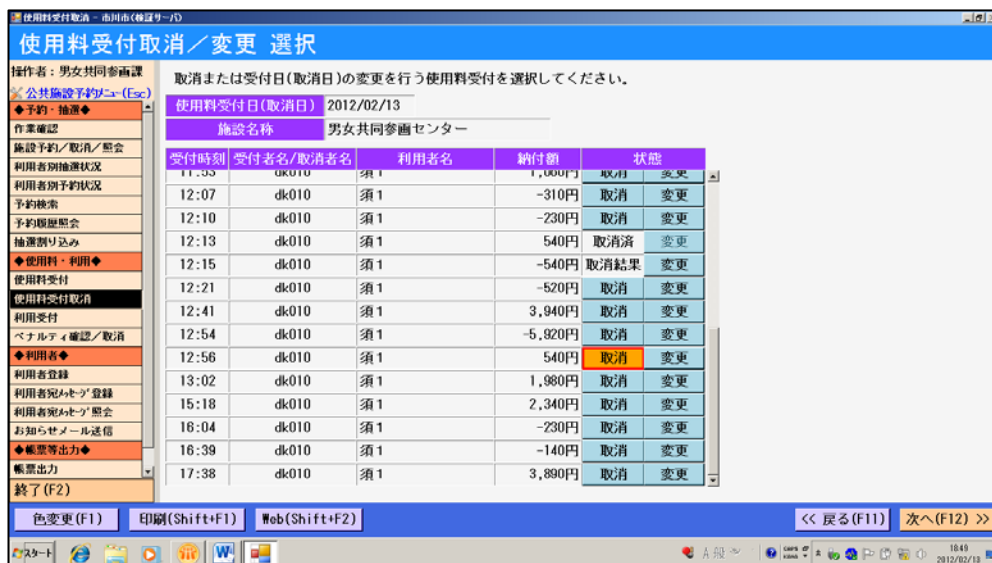 使用料受付取消 - 市川市(検証サーバ)
使用料受付取消/変更 選択
操作者:男女共同参画課
公共施設予約メニュー(Esc)
◆予約・抽選◆
作業確認
施設予約/取消/照会
利用者別抽選状況
利用者別予約状況
予約検索
予約履歴照会
抽選割り込み
◆使用料・利用◆
使用料受付
使用料受付取消
利用受付
ペナルティ確認/取消
◆利用者◆
利用者登録
利用者宛メッセージ登録
利用者宛メッセージ照会
お知らせメール送信
◆帳票等出力◆
帳票出力
終了(F2)
取消または受付日(取消日)の変更を行う使用料受付を選択してください。
使用料受付日(取消日) 2012/02/13
施設名称 男女共同参画センター
受付時刻 受付者名/取消者名 利用者名 納付額 状態
11:53 dk010 須1 1,060円 取消 変更
12:07 dk010 須1 -310円 取消 変更
12:10 dk010 須1 -230円 取消 変更
12:13 dk010 須1 540円 取消済 変更
12:15 dk010 須1 -540円 取消結果 変更
12:21 dk010 須1 -520円 取消 変更
12:41 dk010 須1 3,940円 取消 変更
12:54 dk010 須1 -5,920円 取消 変更
12:56 dk010 須1 540円 取消 変更
13:02 dk010 須1 1,980円 取消 変更
15:18 dk010 須1 2,340円 取消 変更
16:04 dk010 須1 -230円 取消 変更
16:39 dk010 須1 -140円 取消 変更
17:38 dk010 須1 3,890円 取消 変更
色変更(F1) 印刷(Shift+F1) Web(Shift+F2) << 戻る(F11) 次へ(F12) >>
スタート A 般 CAPS KANA 18:49
2012/02/13